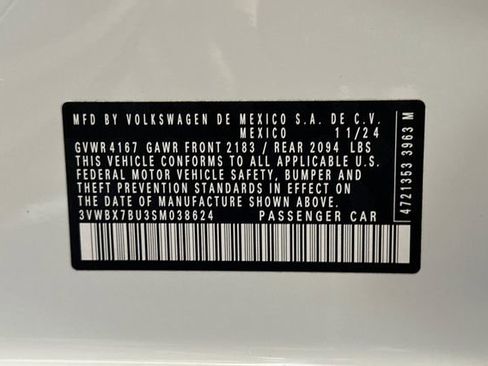 MFD BY VOLKSWAGEN DE MEXICO S.A. DE C.V.
MEXICO 11/24
GVWR 4167 GAWR FRONT 2183 / REAR 2094 LBS
THIS VEHICLE CONFORMS TO ALL APPLICABLE U.S.
FEDERAL MOTOR VEHICLE SAFETY, BUMPER AND
THEFT PREVENTION STANDARDS IN EFFECT ON
THE DATE OF MANUFACTURE SHOWN ABOVE.
3VWBX7BU3SM038624 PASSENGER CAR
4721353 3963 M